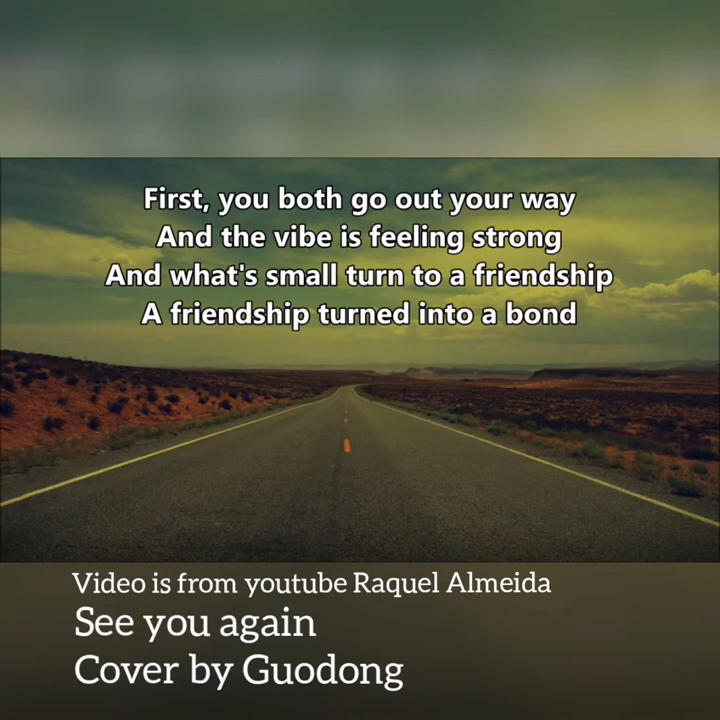 First, you both go out your way
And the vibe is feeling strong
And what's small turn to a friendship
A friendship turned into a bond
Video is from youtube Raquel Almeida
See you again
Cover by Guodong